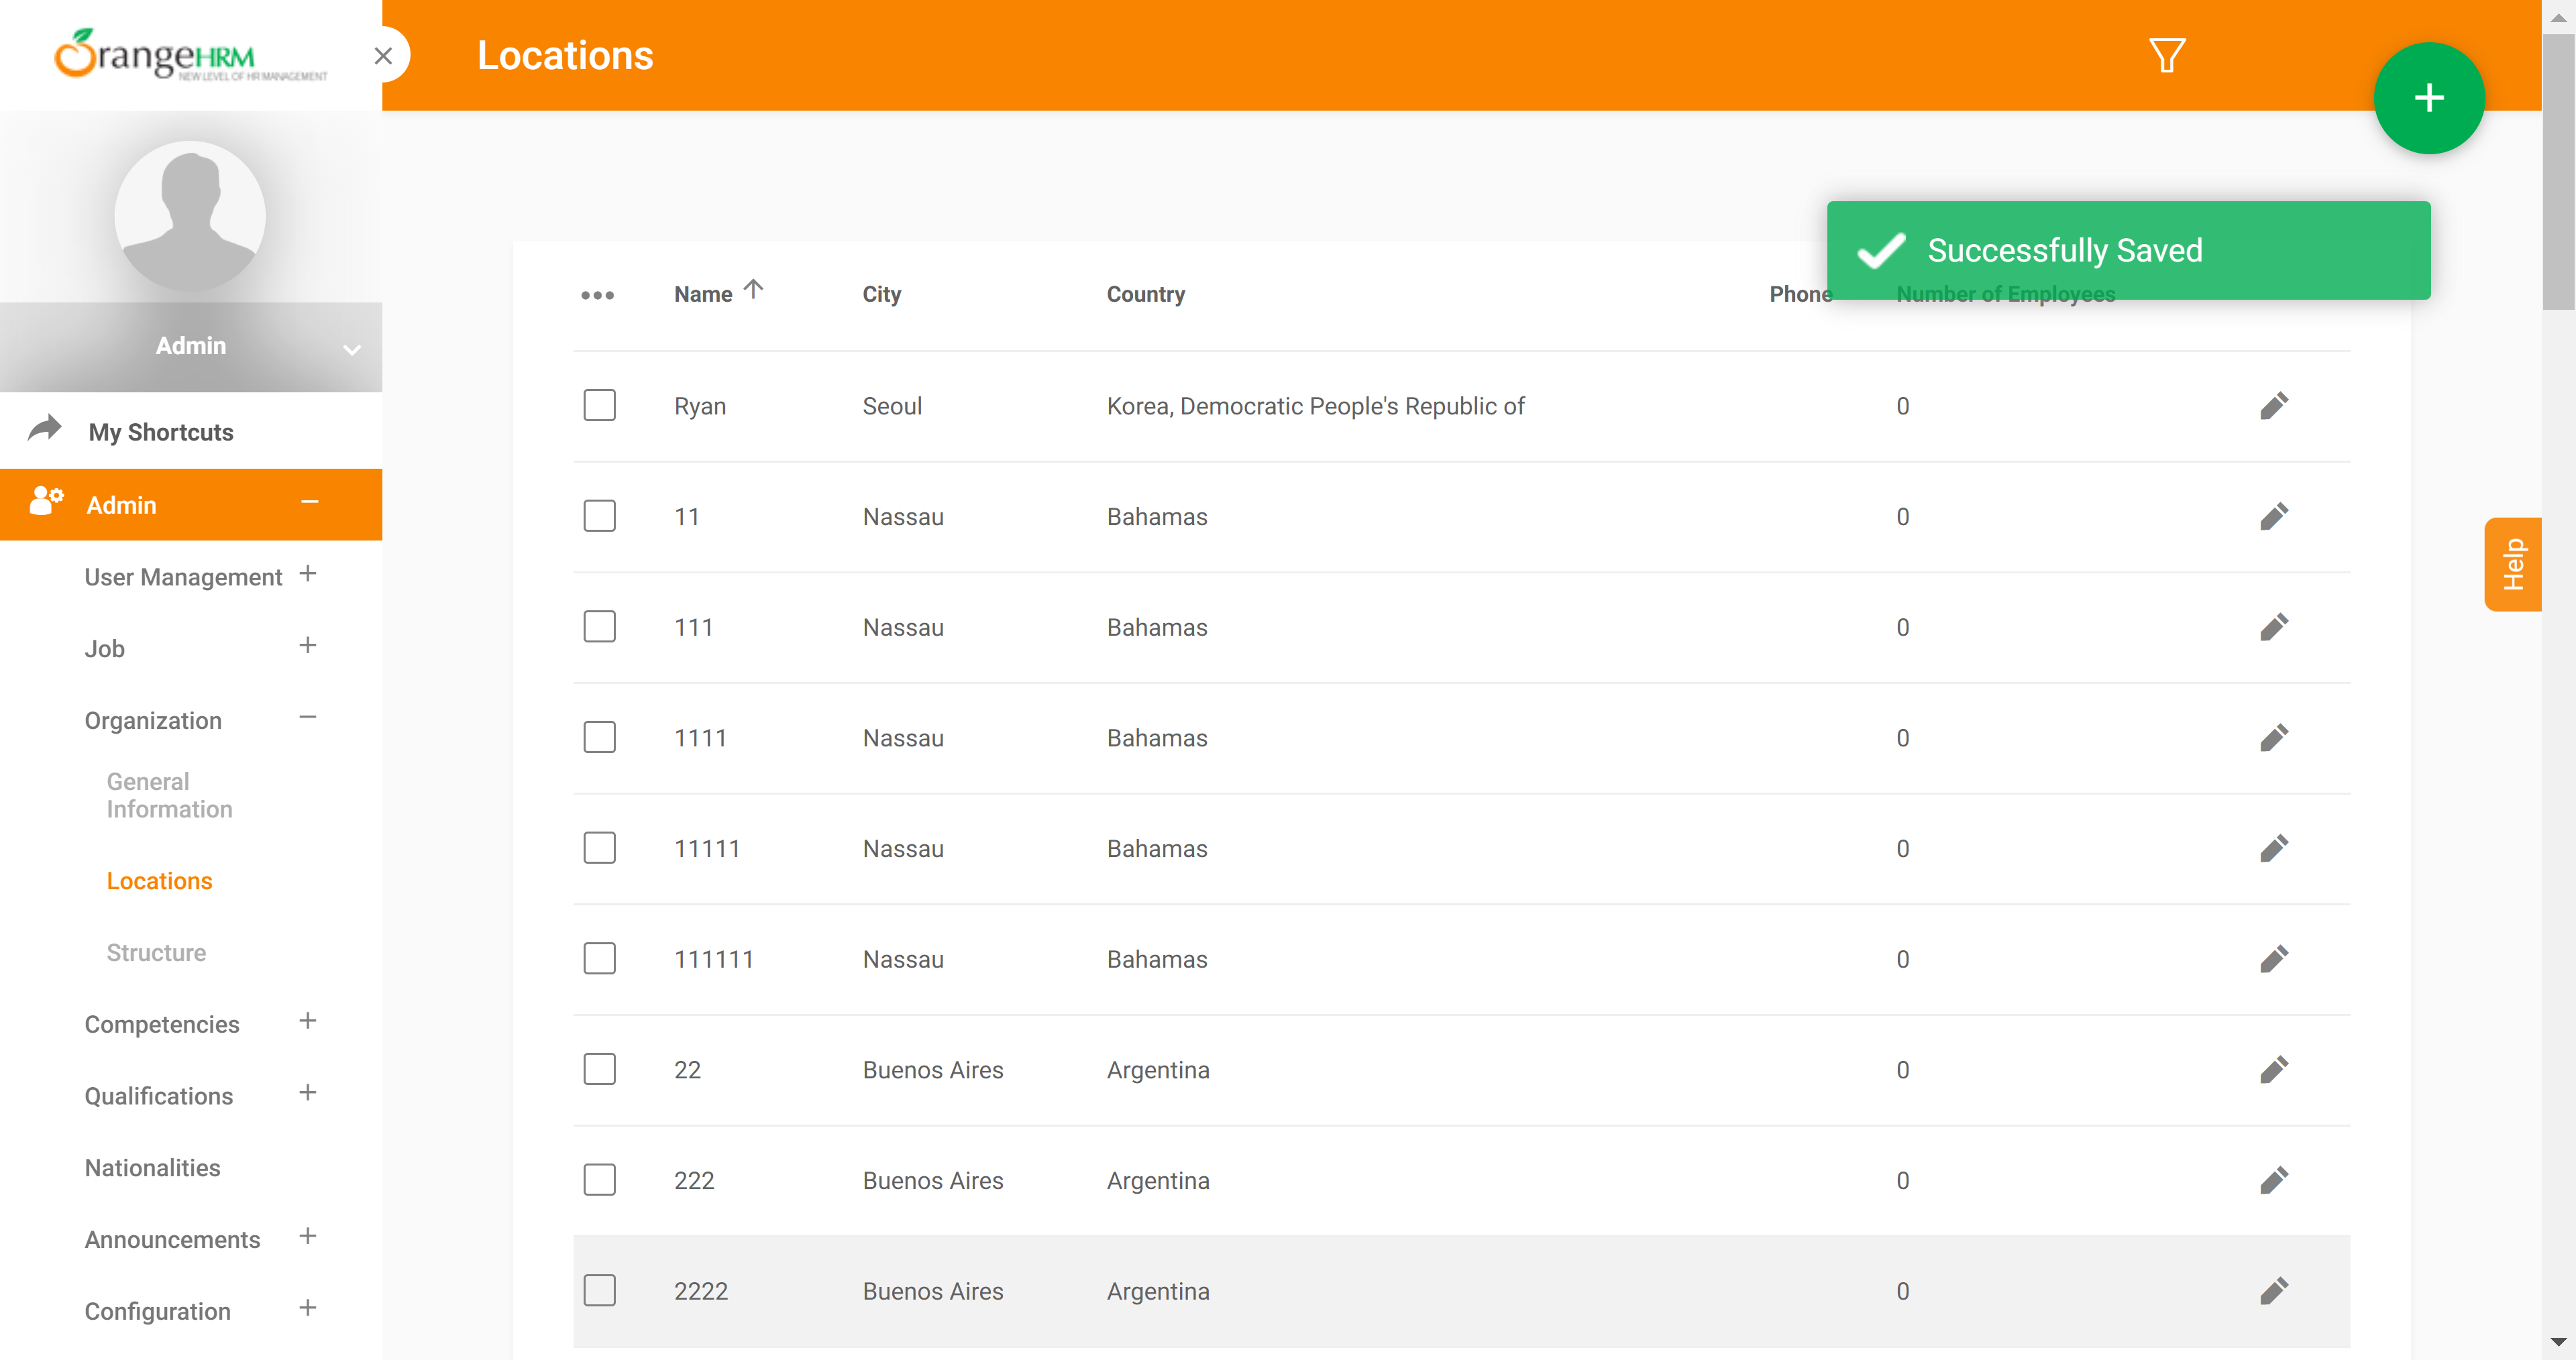 OrangeHRM
NEW LEVEL OF HR MANAGEMENT
Locations
Successfully Saved
Admin
My Shortcuts
Admin
User Management
Job
Organization
General
Information
Locations
Structure
Competencies
Qualifications
Nationalities
Announcements
Configuration
Name City Country Phone Number of Employees
Ryan Seoul Korea, Democratic People's Republic of 0
11 Nassau Bahamas 0
111 Nassau Bahamas 0
1111 Nassau Bahamas 0
11111 Nassau Bahamas 0
111111 Nassau Bahamas 0
22 Buenos Aires Argentina 0
222 Buenos Aires Argentina 0
2222 Buenos Aires Argentina 0
Help